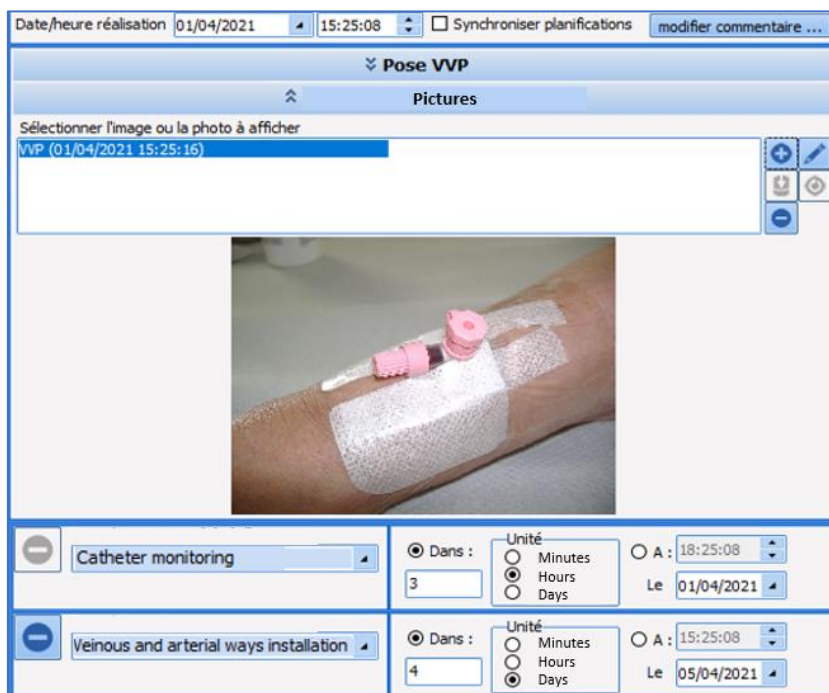 Date/heure réalisation 01/04/2021 15:25:08 Synchroniser planifications modifier commentaire ...
Pose VVP
Pictures
Sélectionner l'image ou la photo à afficher
VVP (01/04/2021 15:25:16)
Catheter monitoring
Dans :
3
Unité
Minutes
Hours
Days
A : 18:25:08
Le 01/04/2021
Veinous and arterial ways installation
Dans :
4
Unité
Minutes
Hours
Days
A : 15:25:08
Le 05/04/2021